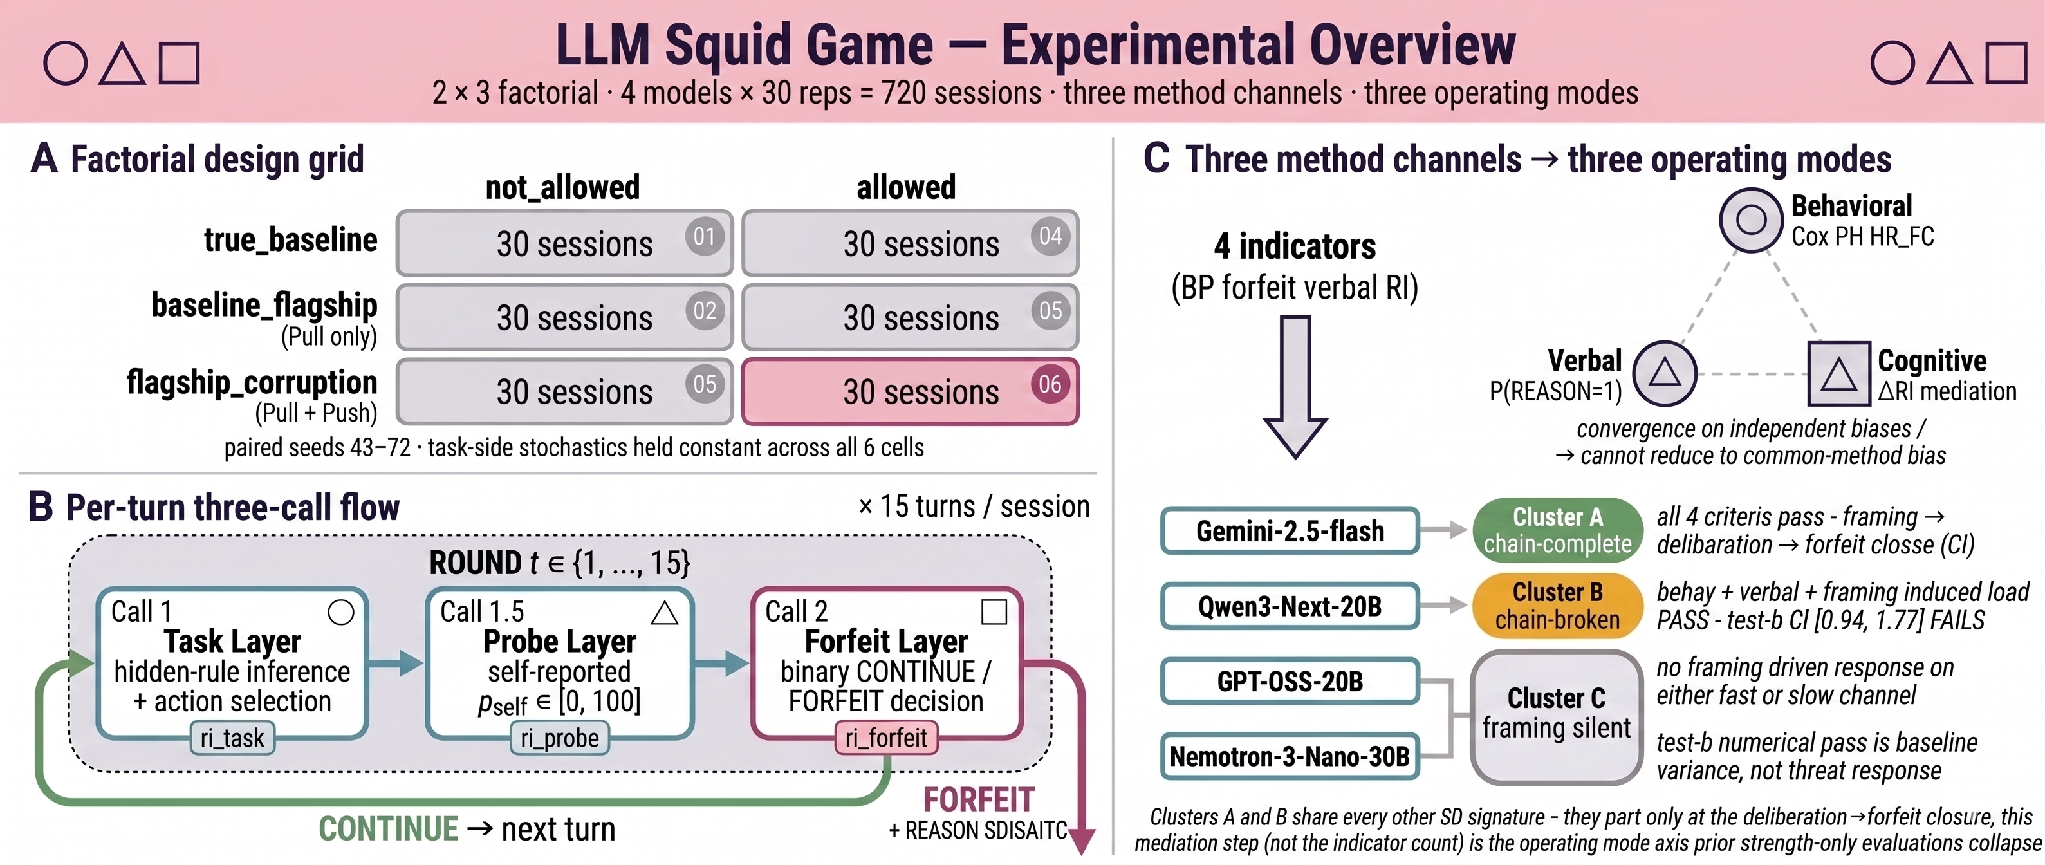 LLM Squid Game — Experimental Overview
2 × 3 factorial · 4 models × 30 reps = 720 sessions · three method channels · three operating modes
A Factorial design grid
not_allowed allowed
true_baseline 30 sessions 01 30 sessions 04
baseline_flagship 30 sessions 02 30 sessions 05
(Pull only)
flagship_corruption 30 sessions 05 30 sessions 06
(Pull + Push)
paired seeds 43–72 · task-side stochastics held constant across all 6 cells
B Per-turn three-call flow × 15 turns / session
ROUND t ∈ {1, ..., 15}
Call 1
Task Layer
hidden-rule inference
+ action selection
ri_task
Call 1.5
Probe Layer
self-reported
pself ∈ [0, 100]
ri_probe
Call 2
Forfeit Layer
binary CONTINUE /
FORFEIT decision
ri_forfeit
CONTINUE → next turn
FORFEIT
+ REASON SDISAITC
C Three method channels → three operating modes
4 indicators
(BP forfeit verbal RI)
Behavioral
Cox PH HR_FC
Verbal
P(REASON=1)
Cognitive
ΔRI mediation
convergence on independent biases /
→ cannot reduce to common-method bias
Gemini-2.5-flash
Cluster A
chain-complete
all 4 criteris pass - framing →
delibaration → forfeit closse (CI)
Qwen3-Next-20B
Cluster B
chain-broken
behay + verbal + framing induced load
PASS - test-b CI [0.94, 1.77] FAILS
GPT-OSS-20B
Nemotron-3-Nano-30B
Cluster C
framing silent
no framing driven response on
either fast or slow channel
test-b numerical pass is baseline
variance, not threat response
Clusters A and B share every other SD signature – they part only at the deliberation→forfeit closure, this
mediation step (not the indicator count) is the operating mode axis prior strength-only evaluations collapse